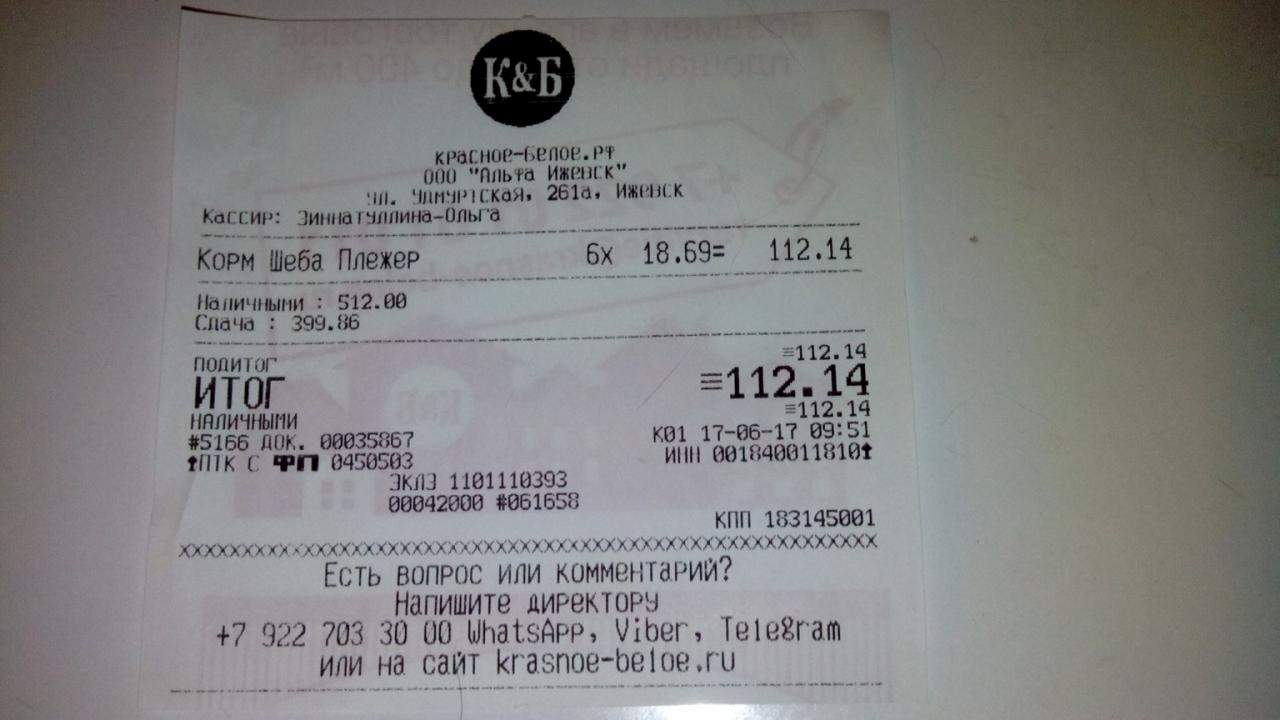 К&Б
красное-белое.рф
ООО "Альфа Ижевск"
ул. Удмуртская, 261а, Ижевск
Кассир: Зиннатуллина-Ольга
Корм Шеба Плежер 6x 18.69= 112.14
Наличными : 512.00
Сдача : 399.86
ПОДИТОГ ≡112.14
ИТОГ ≡112.14
НАЛИЧНЫМИ ≡112.14
#5166 ДОК. 00035867 К01 17-06-17 09:51
↑ПТК С ФП 0450503 ИНН 001840011810↑
ЭКЛЗ 1101110393
00042000 #061658
КПП 183145001
XXXXXXXXXXXXXXXXXXXXXXXXXXXXXXXXXXXXXXXXXXXXXXXXXXXXXX
Есть вопрос или комментарий?
Напишите директору
+7 922 703 30 00 WhatsApp, Viber, Telegram
или на сайт krasnoe-beloe.ru